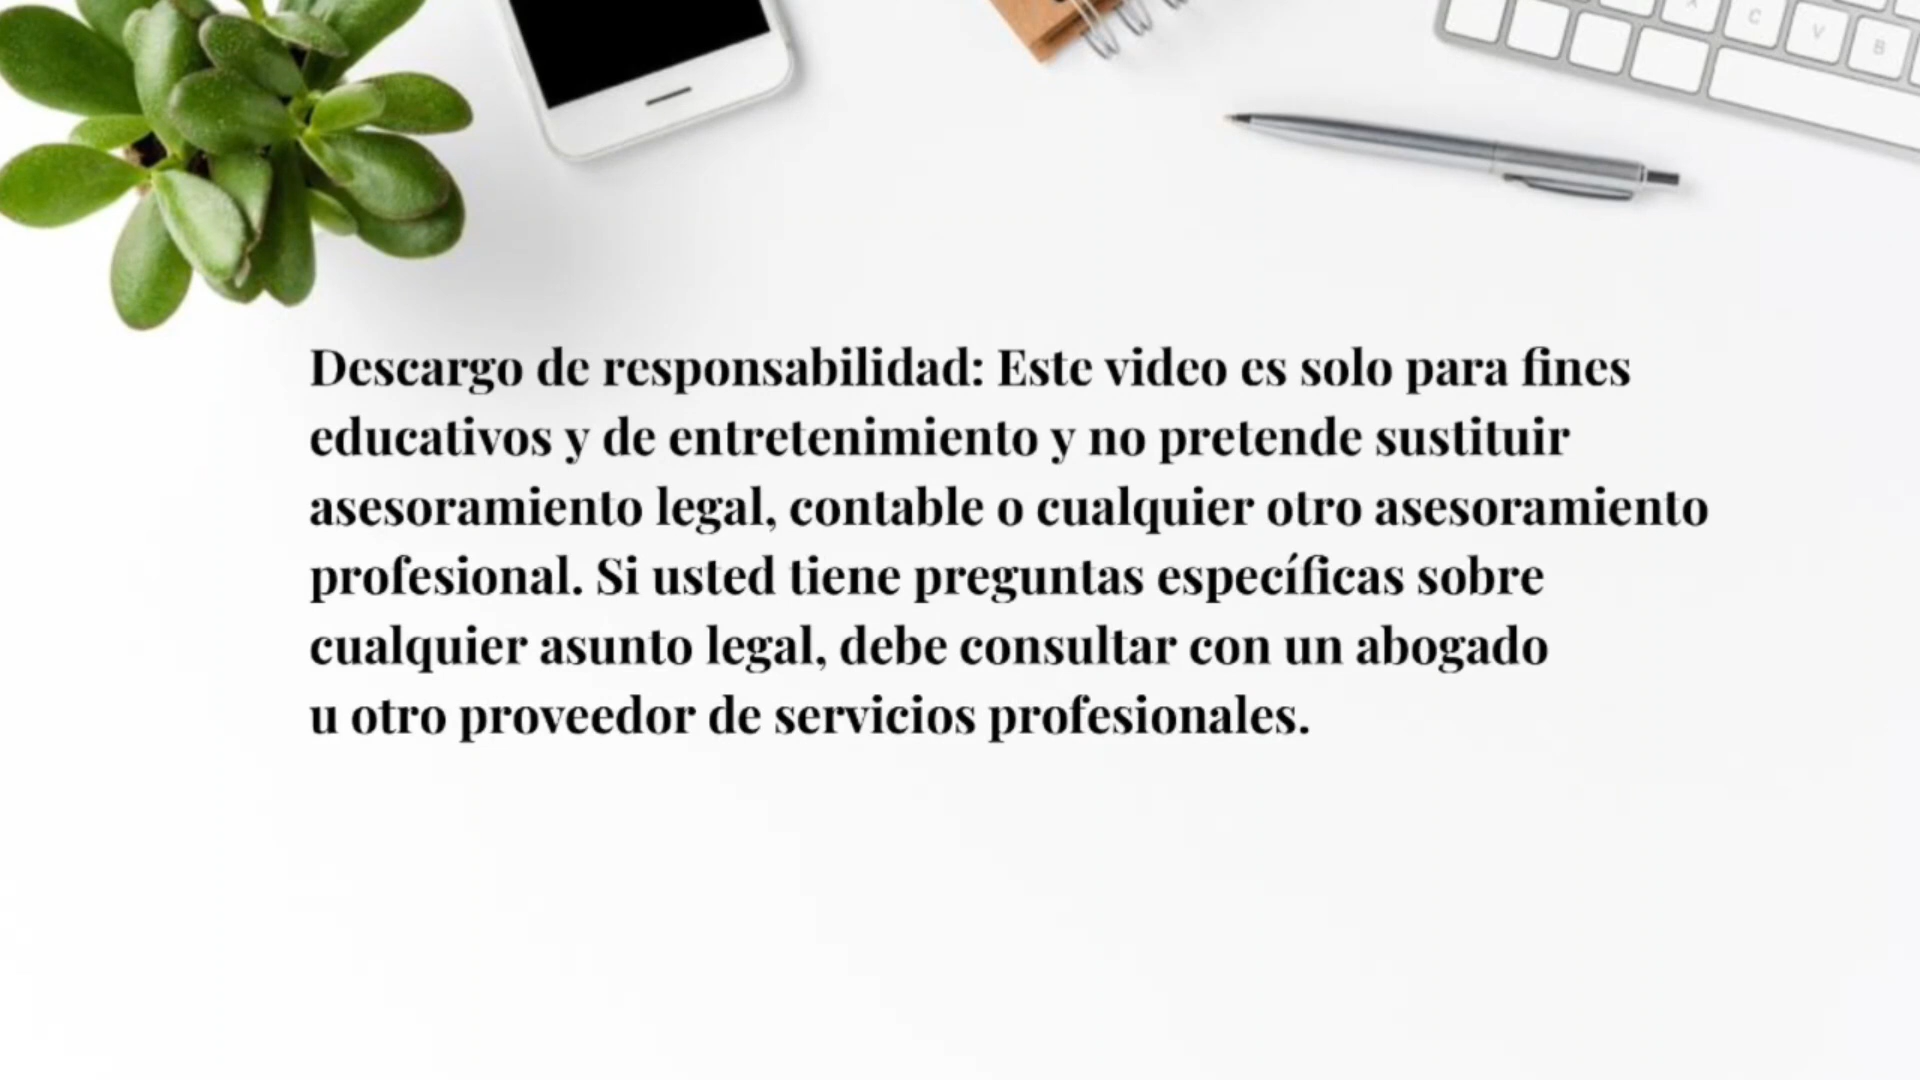 X C V B
Descargo de responsabilidad: Este video es solo para fines
educativos y de entretenimiento y no pretende sustituir
asesoramiento legal, contable o cualquier otro asesoramiento
profesional. Si usted tiene preguntas específicas sobre
cualquier asunto legal, debe consultar con un abogado
u otro proveedor de servicios profesionales.